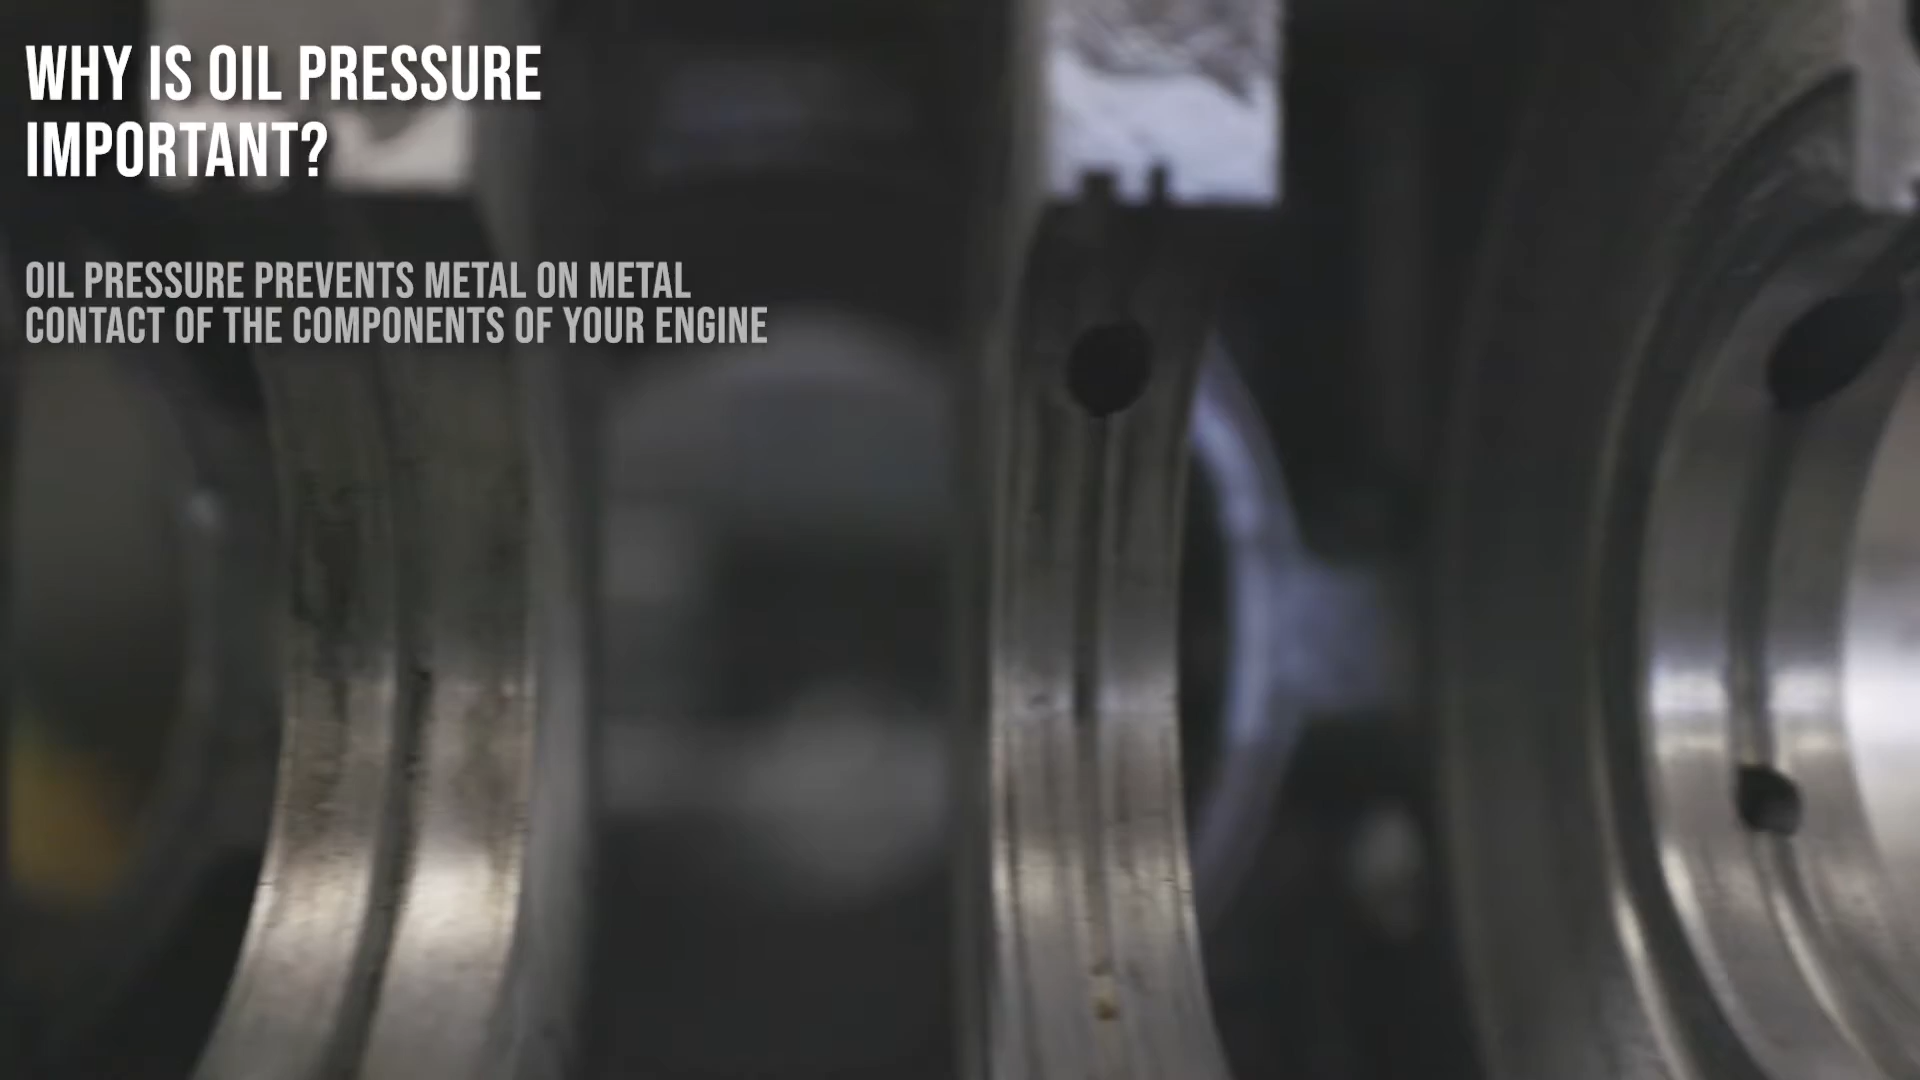 WHY IS OIL PRESSURE
IMPORTANT?
OIL PRESSURE PREVENTS METAL ON METAL
CONTACT OF THE COMPONENTS OF YOUR ENGINE